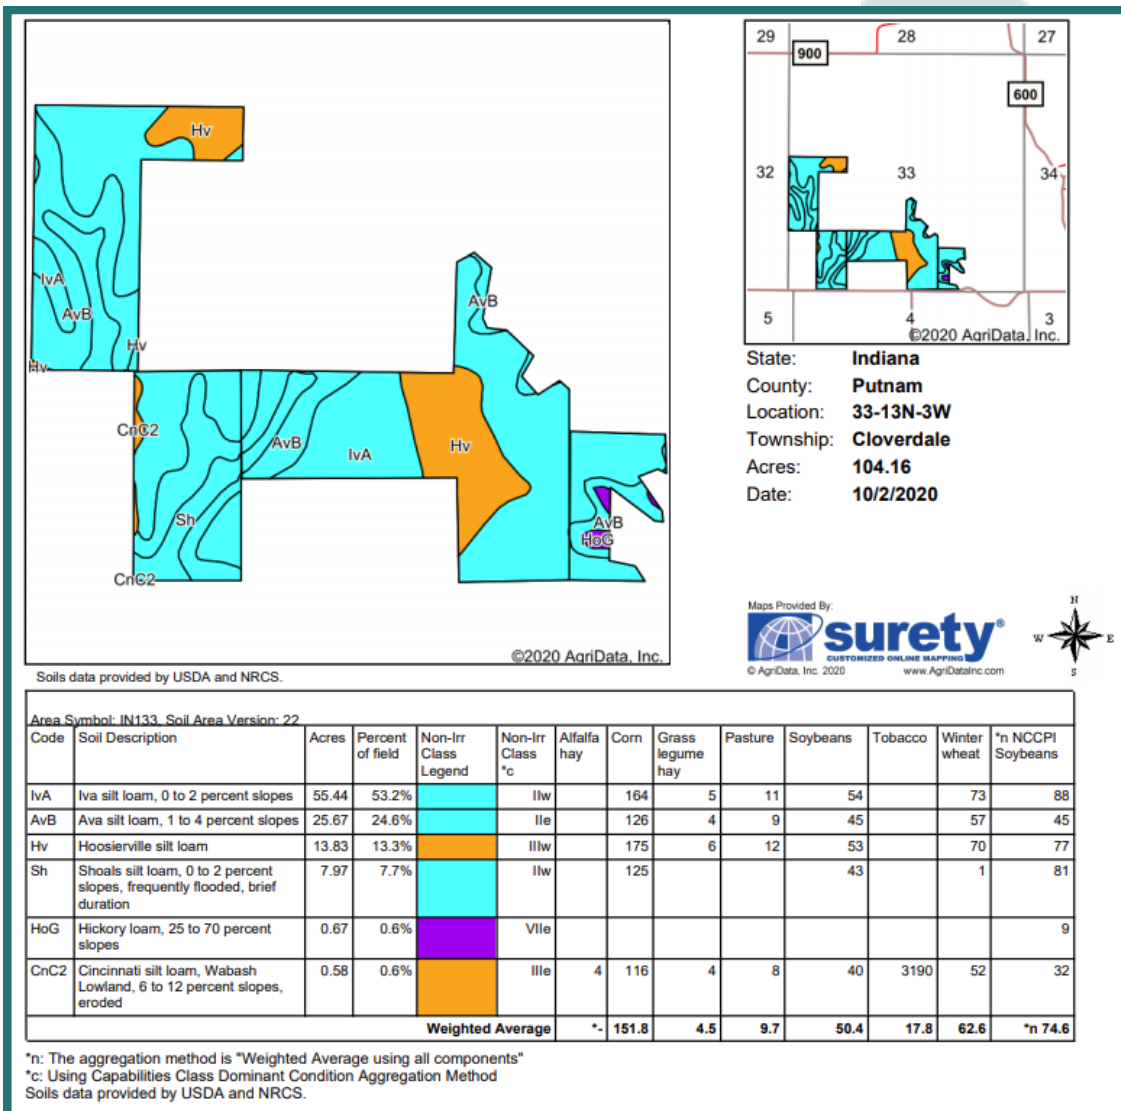 Hv
IvA
AvB
Hv
Hv
AvB
CnC2
AvB
IvA
Hv
Sh
AvB
HoG
CnC2
©2020 AgriData, Inc.
Soils data provided by USDA and NRCS.
29 28 27
900
600
32 33 34
5 4 3
©2020 AgriData, Inc.
State: Indiana
County: Putnam
Location: 33-13N-3W
Township: Cloverdale
Acres: 104.16
Date: 10/2/2020
Maps Provided By:
surety®
CUSTOMIZED ONLINE MAPPING
© AgriData, Inc. 2020 www.AgriDataInc.com
N
W E
S
Area Symbol: IN133, Soil Area Version: 22
Code Soil Description Acres Percent Non-Irr Non-Irr Alfalfa Corn Grass Pasture Soybeans Tobacco Winter *n NCCPI
of field Class Class hay legume wheat Soybeans
Legend *c hay
IvA Iva silt loam, 0 to 2 percent slopes 55.44 53.2% IIw 164 5 11 54 73 88
AvB Ava silt loam, 1 to 4 percent slopes 25.67 24.6% IIe 126 4 9 45 57 45
Hv Hoosierville silt loam 13.83 13.3% IIIw 175 6 12 53 70 77
Sh Shoals silt loam, 0 to 2 percent 7.97 7.7% IIw 125 43 1 81
slopes, frequently flooded, brief
duration
HoG Hickory loam, 25 to 70 percent 0.67 0.6% VIIe 9
slopes
CnC2 Cincinnati silt loam, Wabash 0.58 0.6% IIIe 4 116 4 8 40 3190 52 32
Lowland, 6 to 12 percent slopes,
eroded
Weighted Average *- 151.8 4.5 9.7 50.4 17.8 62.6 *n 74.6
*n: The aggregation method is "Weighted Average using all components"
*c: Using Capabilities Class Dominant Condition Aggregation Method
Soils data provided by USDA and NRCS.